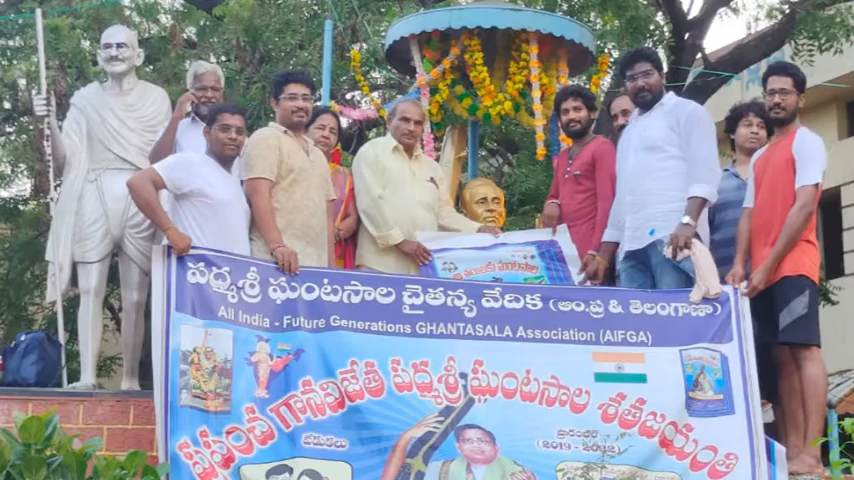 పద్మశ్రీ ఘంటసాల చైతన్య వేదిక (ఆం.ప్ర & తెలంగాణా)
All India - Future Generations GHANTASALA Association (AIFGA)
ప్రపంచ గానవిజేత పద్మశ్రీ ఘంటసాల శతజయంతి
వేడుకలు
ప్రారంభం
(2019 - 2022)